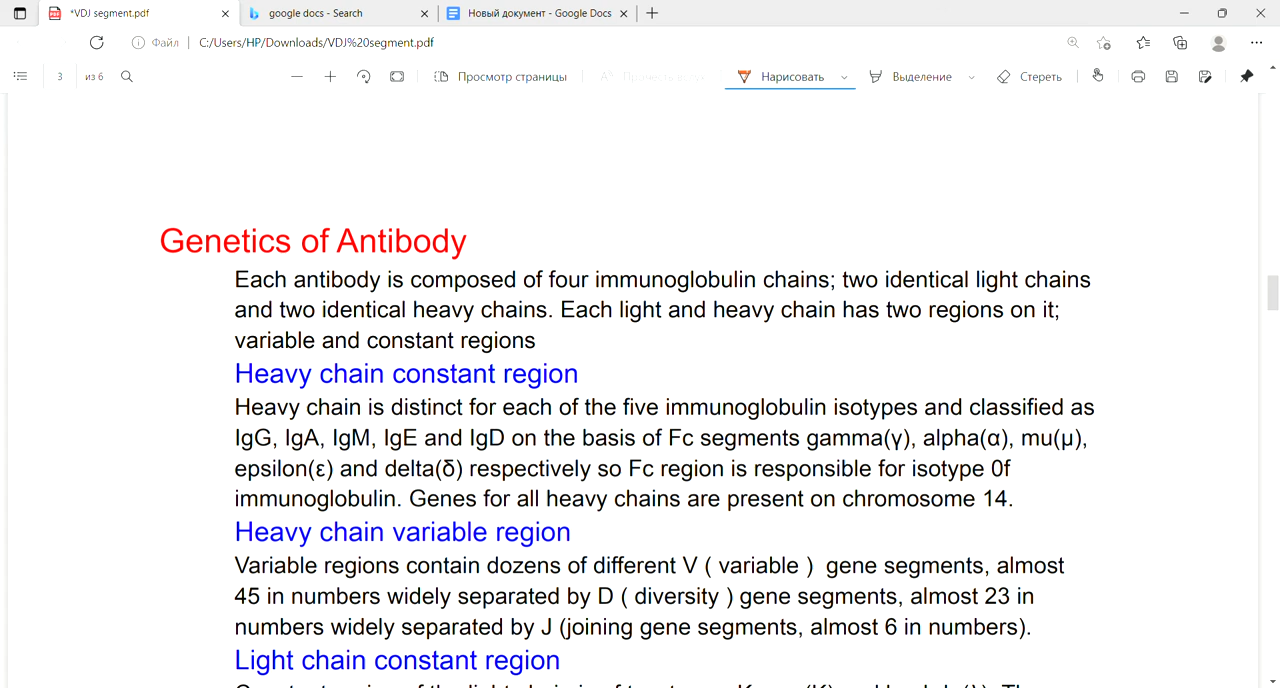 *VDJ segment.pdf
google docs - Search
Новый документ - Google Docs
Файл
C:/Users/HP/Downloads/VDJ%20segment.pdf
3 из 6
Просмотр страницы
Нарисовать
Выделение
Стереть
Genetics of Antibody
Each antibody is composed of four immunoglobulin chains; two identical light chains
and two identical heavy chains. Each light and heavy chain has two regions on it;
variable and constant regions
Heavy chain constant region
Heavy chain is distinct for each of the five immunoglobulin isotypes and classified as
IgG, IgA, IgM, IgE and IgD on the basis of Fc segments gamma(γ), alpha(α), mu(μ),
epsilon(ε) and delta(δ) respectively so Fc region is responsible for isotype 0f
immunoglobulin. Genes for all heavy chains are present on chromosome 14.
Heavy chain variable region
Variable regions contain dozens of different V ( variable ) gene segments, almost
45 in numbers widely separated by D ( diversity ) gene segments, almost 23 in
numbers widely separated by J (joining gene segments, almost 6 in numbers).
Light chain constant region